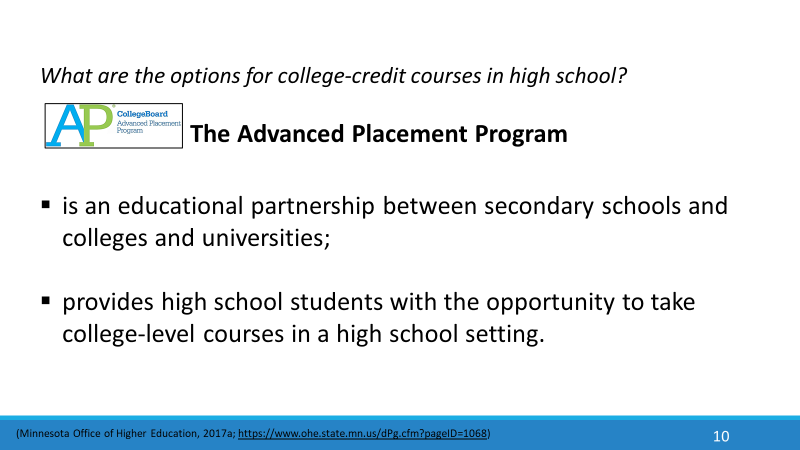 What are the options for college-credit courses in high school?
AP
CollegeBoard
Advanced Placement
Program
The Advanced Placement Program
▪ is an educational partnership between secondary schools and
colleges and universities;
▪ provides high school students with the opportunity to take
college-level courses in a high school setting.
(Minnesota Office of Higher Education, 2017a; https://www.ohe.state.mn.us/dPg.cfm?pageID=1068)
10